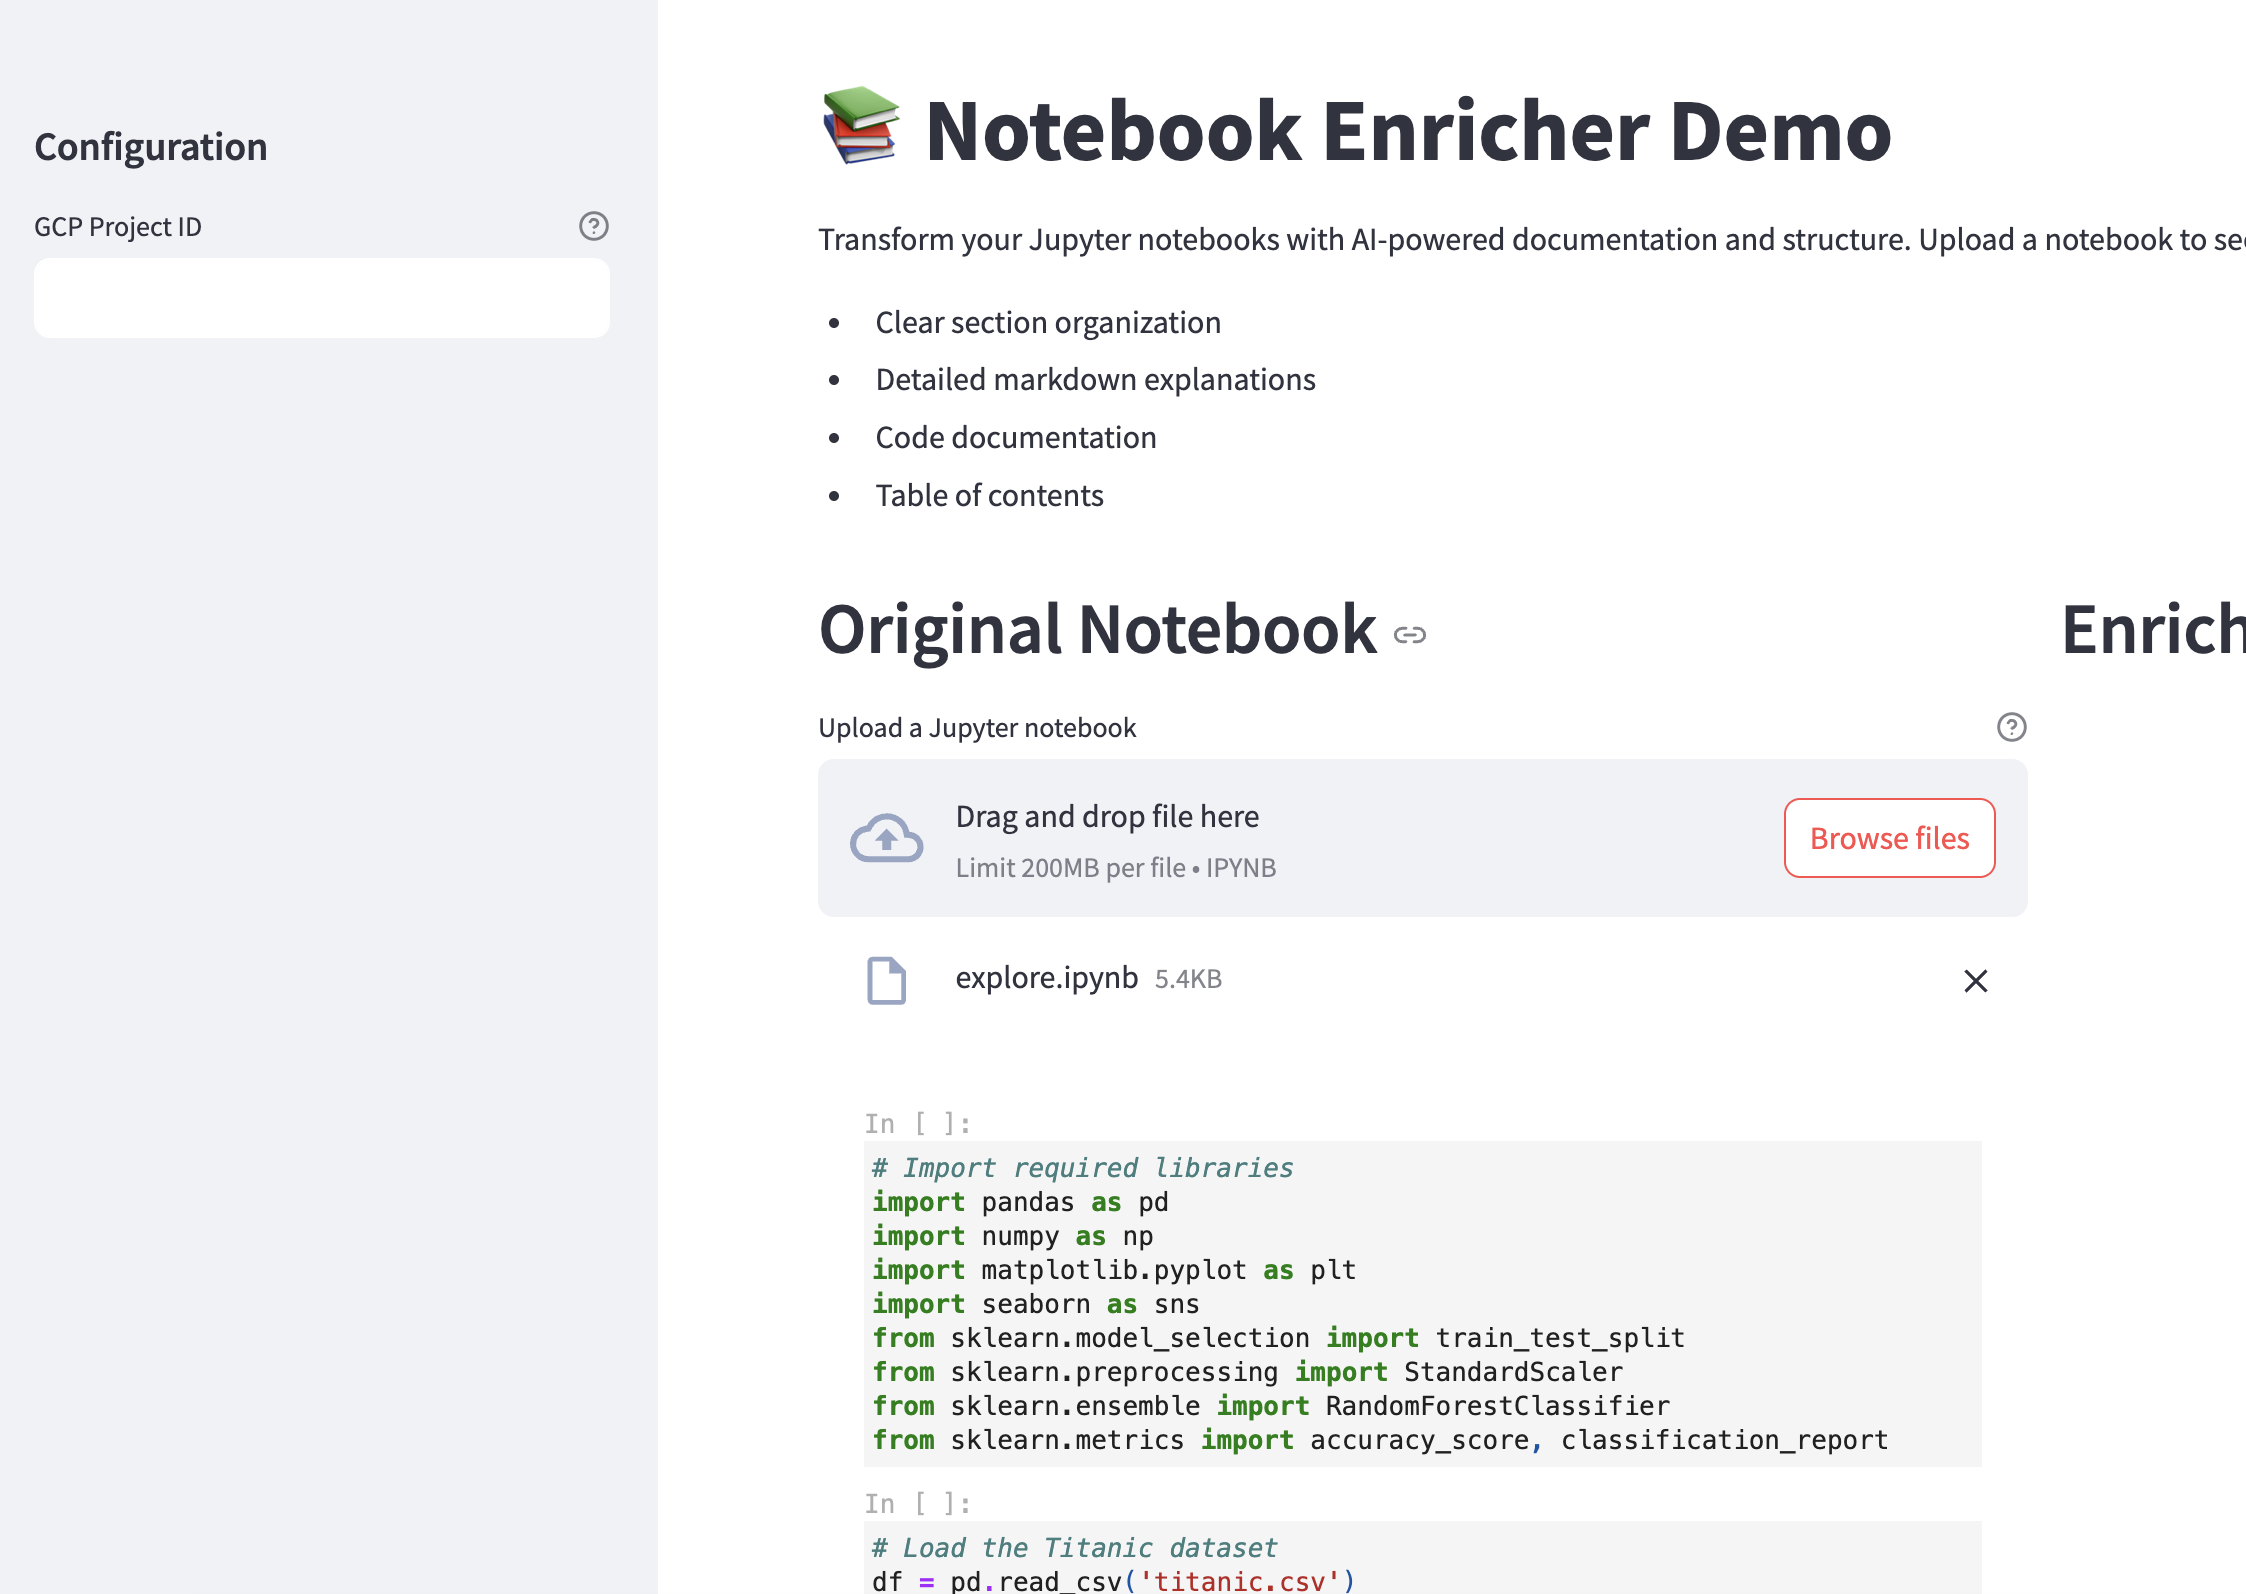 Configuration
GCP Project ID
📚 Notebook Enricher Demo
Transform your Jupyter notebooks with AI-powered documentation and structure. Upload a notebook to
• Clear section organization
• Detailed markdown explanations
• Code documentation
• Table of contents
Original Notebook
Upload a Jupyter notebook
Drag and drop file here
Limit 200MB per file • IPYNB
Browse files
explore.ipynb 5.4KB
In [ ]:
# Import required libraries
import pandas as pd
import numpy as np
import matplotlib.pyplot as plt
import seaborn as sns
from sklearn.model_selection import train_test_split
from sklearn.preprocessing import StandardScaler
from sklearn.ensemble import RandomForestClassifier
from sklearn.metrics import accuracy_score, classification_report
In [ ]:
# Load the Titanic dataset
df = pd.read_csv('titanic.csv')